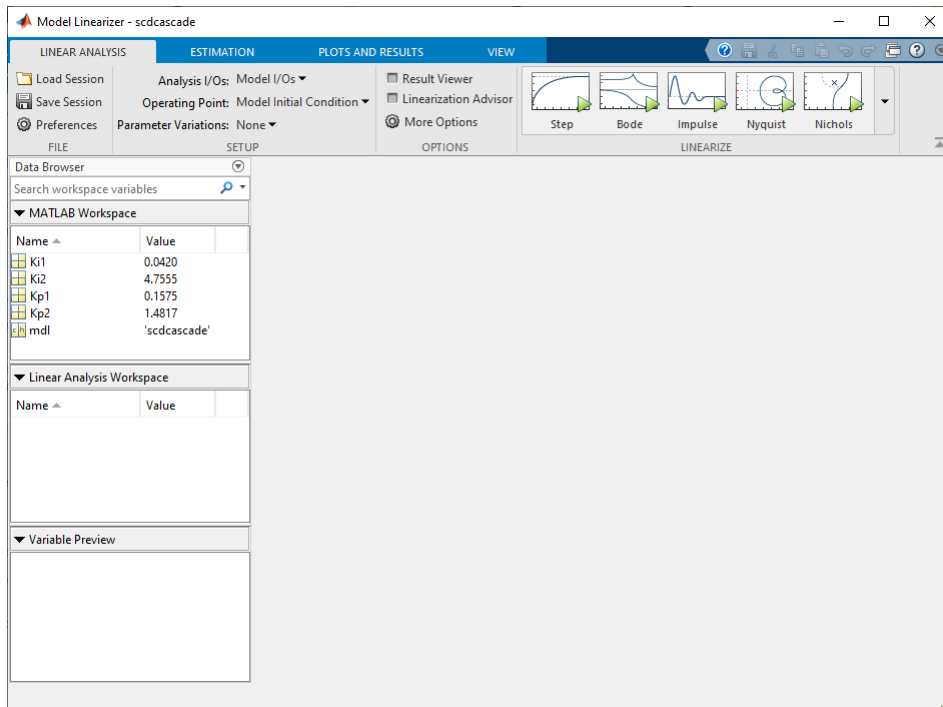 Model Linearizer - scdcascade
LINEAR ANALYSIS ESTIMATION PLOTS AND RESULTS VIEW
Load Session
Save Session
Preferences
FILE
Analysis I/Os: Model I/Os
Operating Point: Model Initial Condition
Parameter Variations: None
SETUP
Result Viewer
Linearization Advisor
More Options
OPTIONS
Step Bode Impulse Nyquist Nichols
LINEARIZE
Data Browser
Search workspace variables
MATLAB Workspace
Name Value
Ki1 0.0420
Ki2 4.7555
Kp1 0.1575
Kp2 1.4817
ch mdl 'scdcascade'
Linear Analysis Workspace
Name Value
Variable Preview